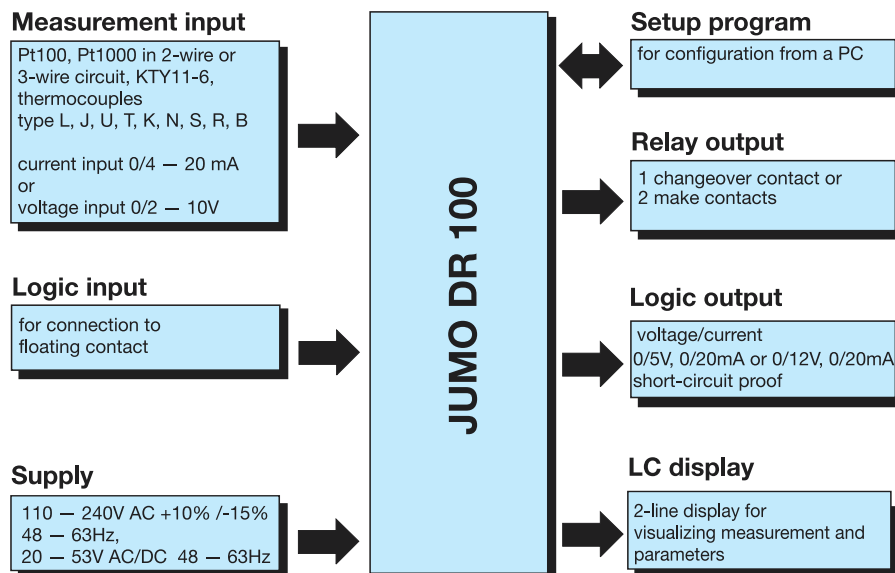 Measurement input
Pt100, Pt1000 in 2-wire or
3-wire circuit, KTY11-6,
thermocouples
type L, J, U, T, K, N, S, R, B
current input 0/4 — 20 mA
or
voltage input 0/2 — 10V
Logic input
for connection to
floating contact
Supply
110 — 240V AC +10% /-15%
48 — 63Hz,
20 — 53V AC/DC 48 — 63Hz
JUMO DR 100
Setup program
for configuration from a PC
Relay output
1 changeover contact or
2 make contacts
Logic output
voltage/current
0/5V, 0/20mA or 0/12V, 0/20mA
short-circuit proof
LC display
2-line display for
visualizing measurement and
parameters